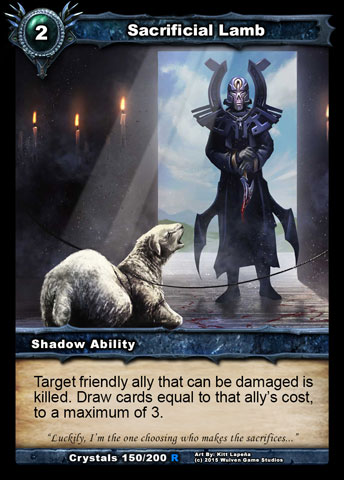 2
Sacrificial Lamb
Shadow Ability
Target friendly ally that can be damaged is
killed. Draw cards equal to that ally's cost,
to a maximum of 3.
"Luckily, I'm the one choosing who makes the sacrifices..."
Crystals 150/200 R
Art By: Kitt Lapeña
(c) 2015 Wulven Game Studios